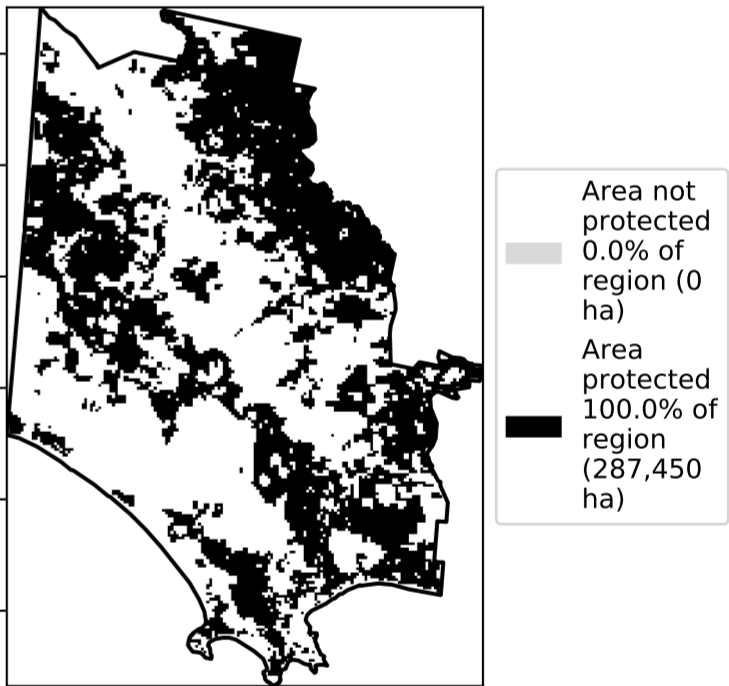 Area not
protected
0.0% of
region (0
ha)
Area
protected
100.0% of
region
(287,450
ha)